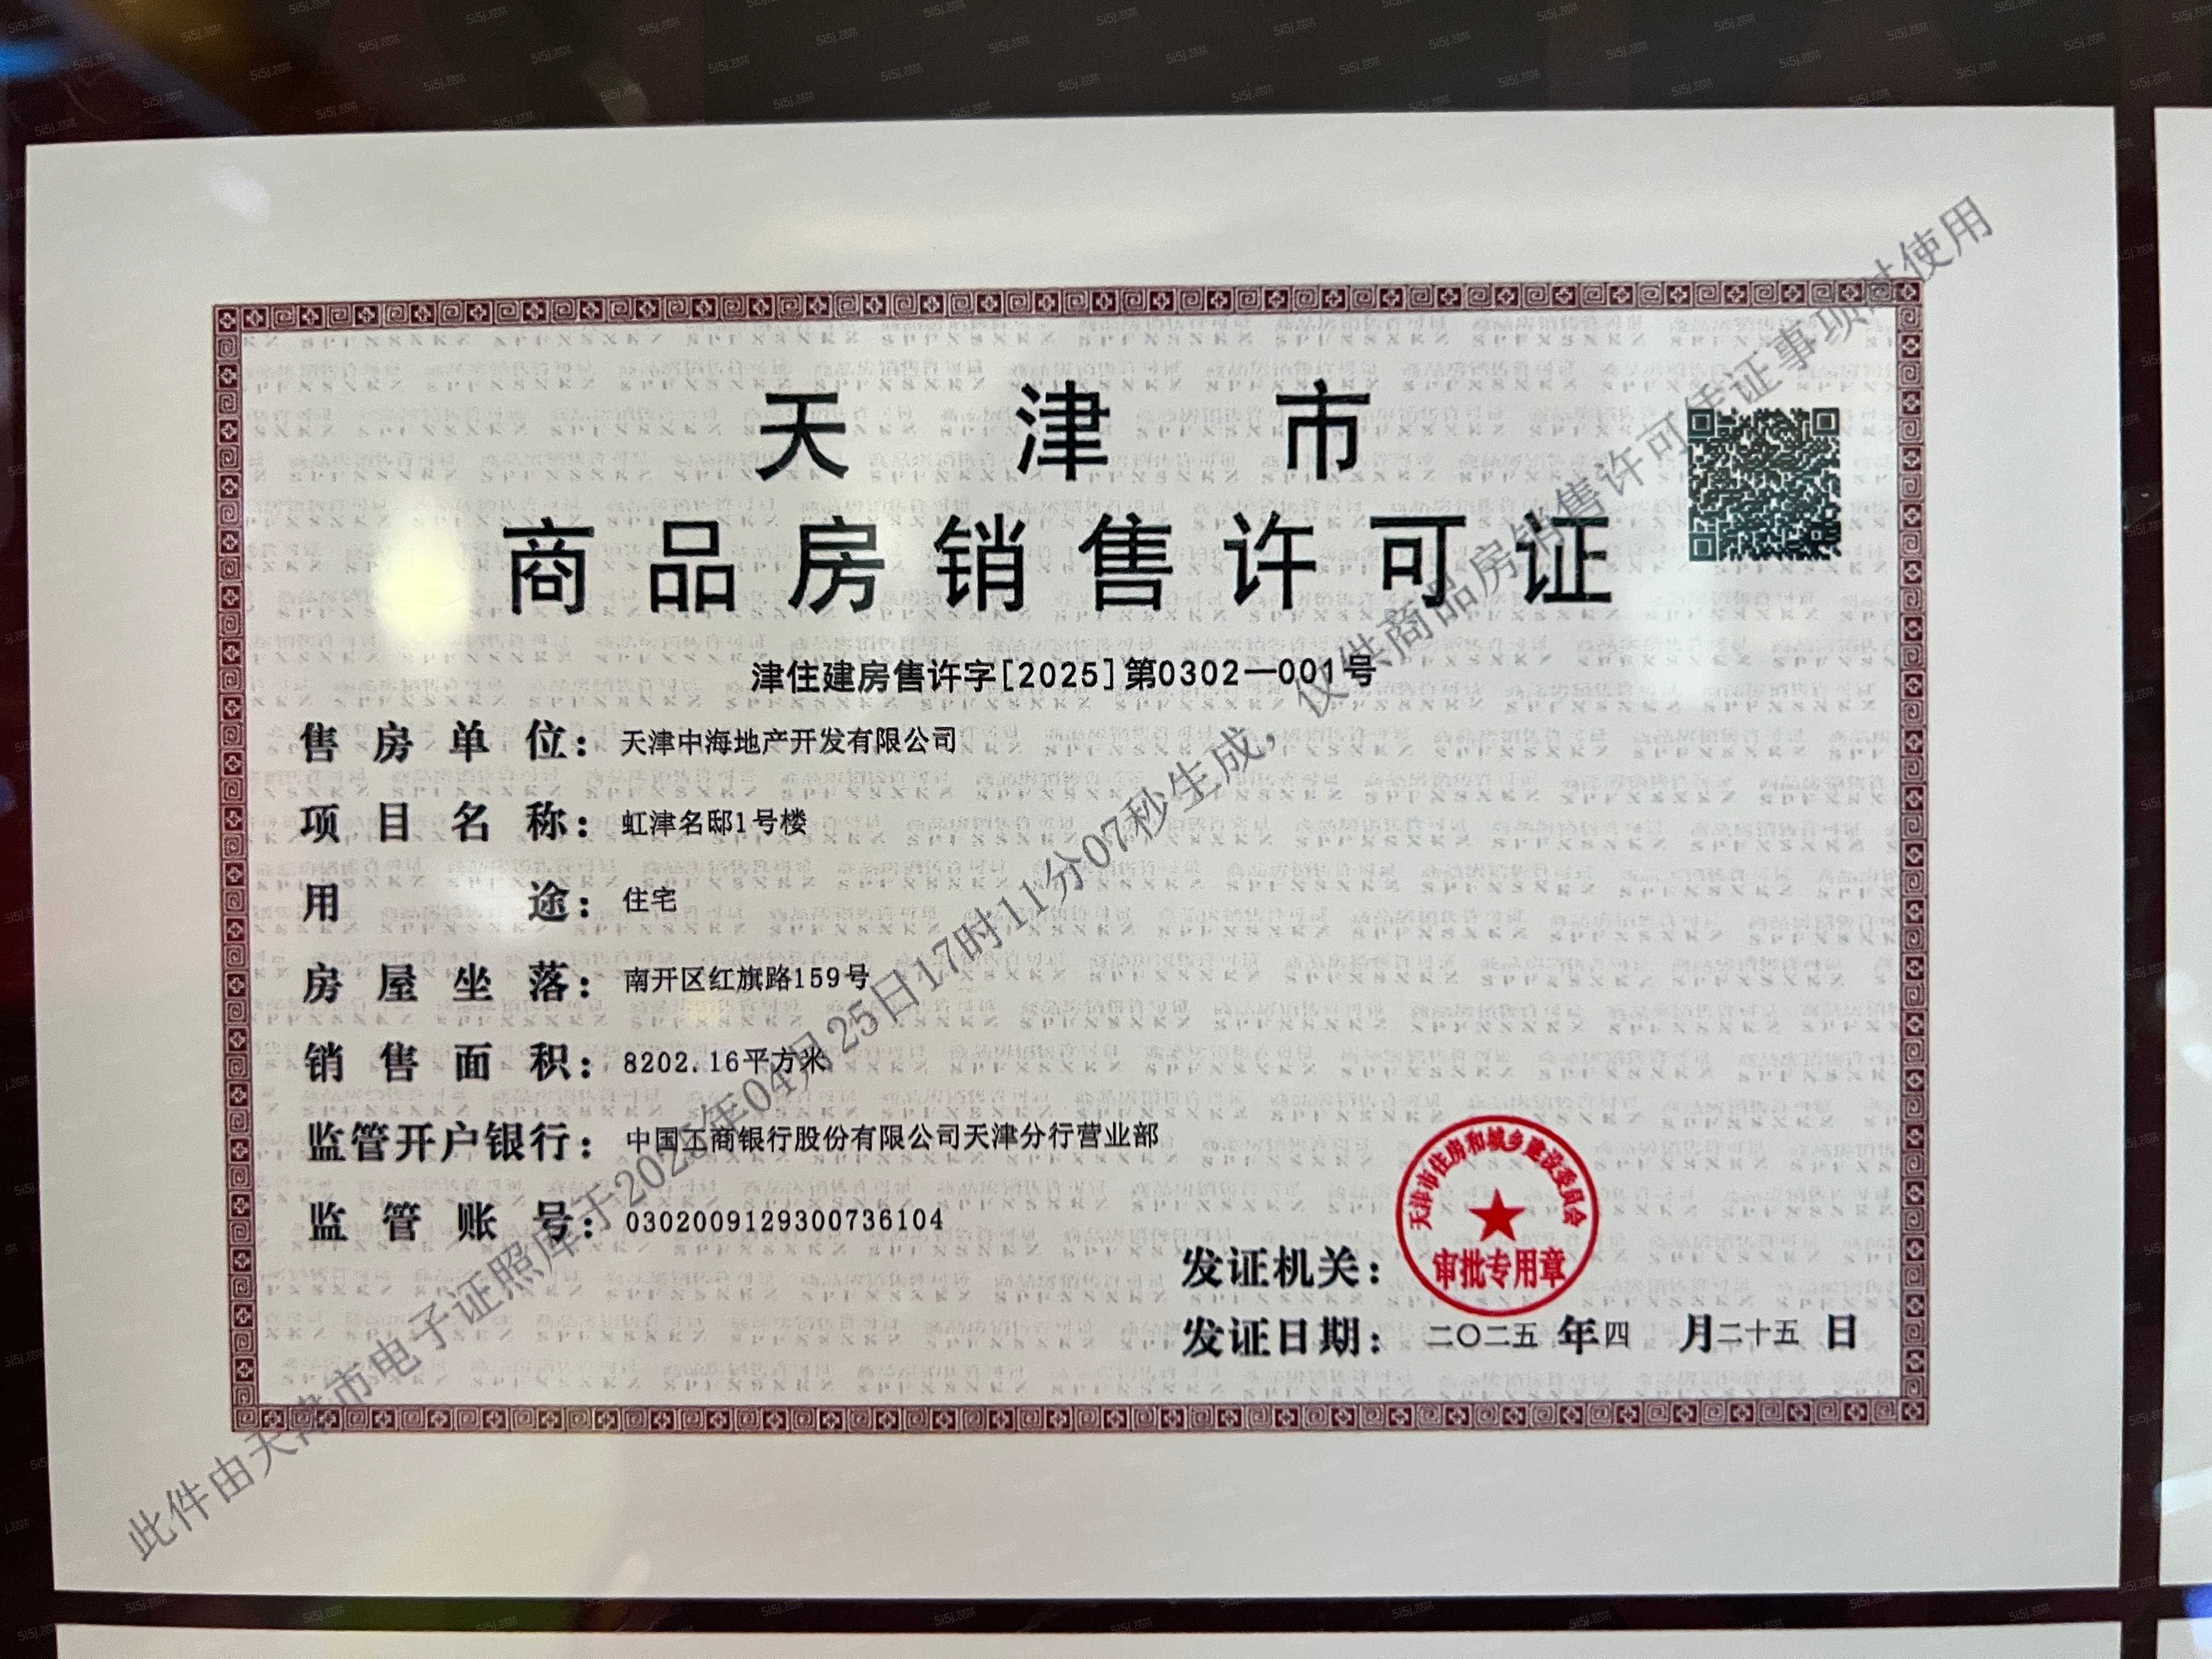 天津市
商品房销售许可证
津住建房售许字[2025]第0302—001号
售房单位：天津中海地产开发有限公司
项目名称：虹津名邸1号楼
用途：住宅
房屋坐落：南开区红旗路159号
销售面积：8202.16平方米
监管开户银行：中国工商银行股份有限公司天津分行营业部
监管账号：0302009129300736104
天津市住房和城乡建设委员会
审批专用章
发证机关：
发证日期：二〇二五年四月二十五日
此件由天津市电子证照库于2025年04月25日17时11分07秒生成，仅供商品房销售许可凭证事项时使用
5i5j.com